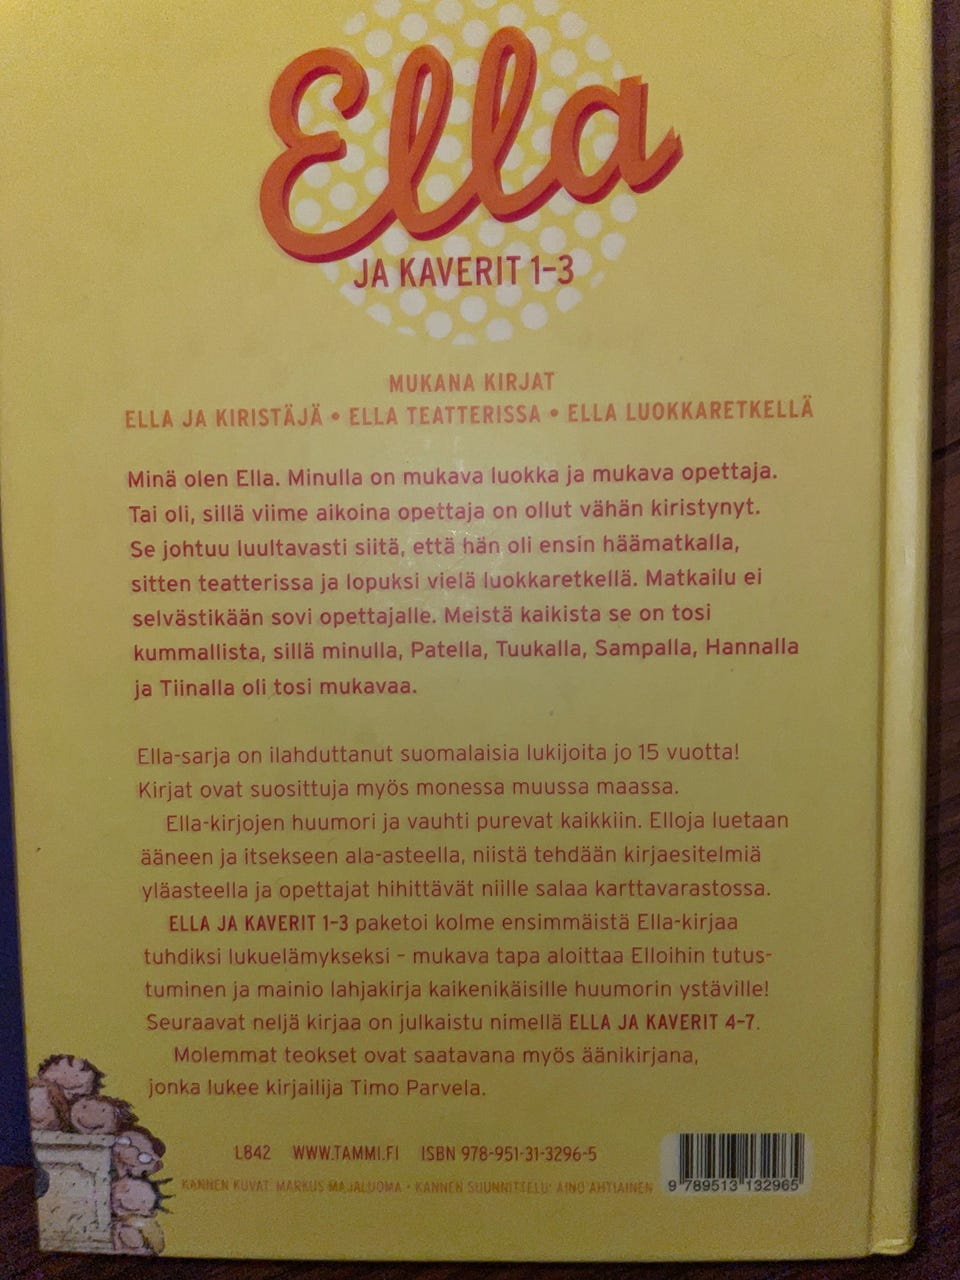 Ella
JA KAVERIT 1–3
MUKANA KIRJAT
ELLA JA KIRISTÄJÄ • ELLA TEATTERISSA • ELLA LUOKKARETKELLÄ
Minä olen Ella. Minulla on mukava luokka ja mukava opettaja.
Tai oli, sillä viime aikoina opettaja on ollut vähän kiristynyt.
Se johtuu luultavasti siitä, että hän oli ensin häämatkalla,
sitten teatterissa ja lopuksi vielä luokkaretkellä. Matkailu ei
selvästikään sovi opettajalle. Meistä kaikista se on tosi
kummallista, sillä minulla, Patella, Tuukalla, Sampalla, Hannalla
ja Tiinalla oli tosi mukavaa.
Ella-sarja on ilahduttanut suomalaisia lukijoita jo 15 vuotta!
Kirjat ovat suosittuja myös monessa muussa maassa.
Ella-kirjojen huumori ja vauhti purevat kaikkiin. Elloja luetaan
ääneen ja itsekseen ala-asteella, niistä tehdään kirjaesitelmiä
yläasteella ja opettajat hihittävät niille salaa karttavarastossa.
ELLA JA KAVERIT 1–3 paketoi kolme ensimmäistä Ella-kirjaa
tuhdiksi lukuelämykseksi – mukava tapa aloittaa Elloihin tutus-
tuminen ja mainio lahjakirja kaikenikäisille huumorin ystäville!
Seuraavat neljä kirjaa on julkaistu nimellä ELLA JA KAVERIT 4–7.
Molemmat teokset ovat saatavana myös äänikirjana,
jonka lukee kirjailija Timo Parvela.
L842 WWW.TAMMI.FI ISBN 978-951-31-3296-5
KANNEN KUVAT: MARKUS MAJALUOMA • KANNEN SUUNNITTELU: AINO AHTIAINEN
9 789513 132965